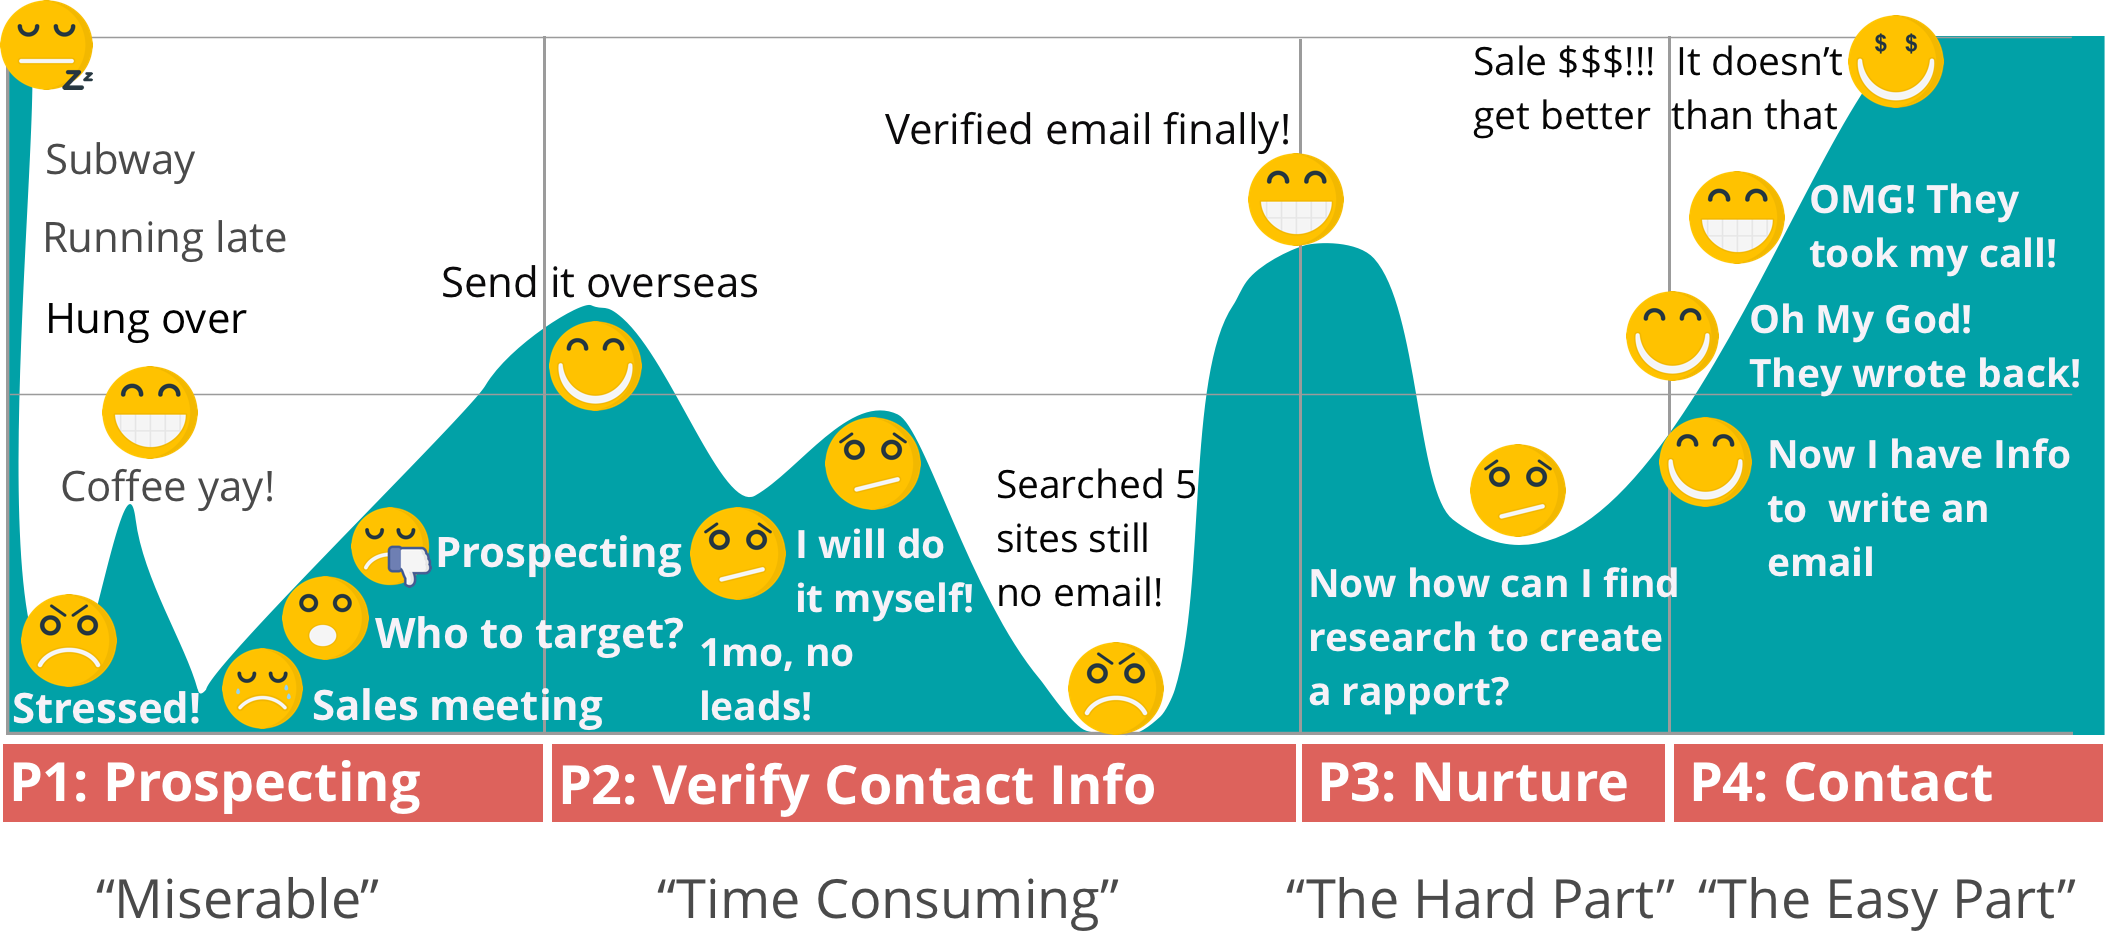 Zz
Subway
Running late
Hung over
Coffee yay!
Stressed!
Prospecting
Who to target?
Sales meeting
Send it overseas
1mo, no
leads!
I will do
it myself!
Searched 5
sites still
no email!
Verified email finally!
Now how can I find
research to create
a rapport?
Sale $$$!!! It doesn’t
get better than that
$ $
OMG! They
took my call!
Oh My God!
They wrote back!
Now I have Info
to write an
email
P1: Prospecting
P2: Verify Contact Info
P3: Nurture
P4: Contact
“Miserable”
“Time Consuming”
“The Hard Part”
“The Easy Part”